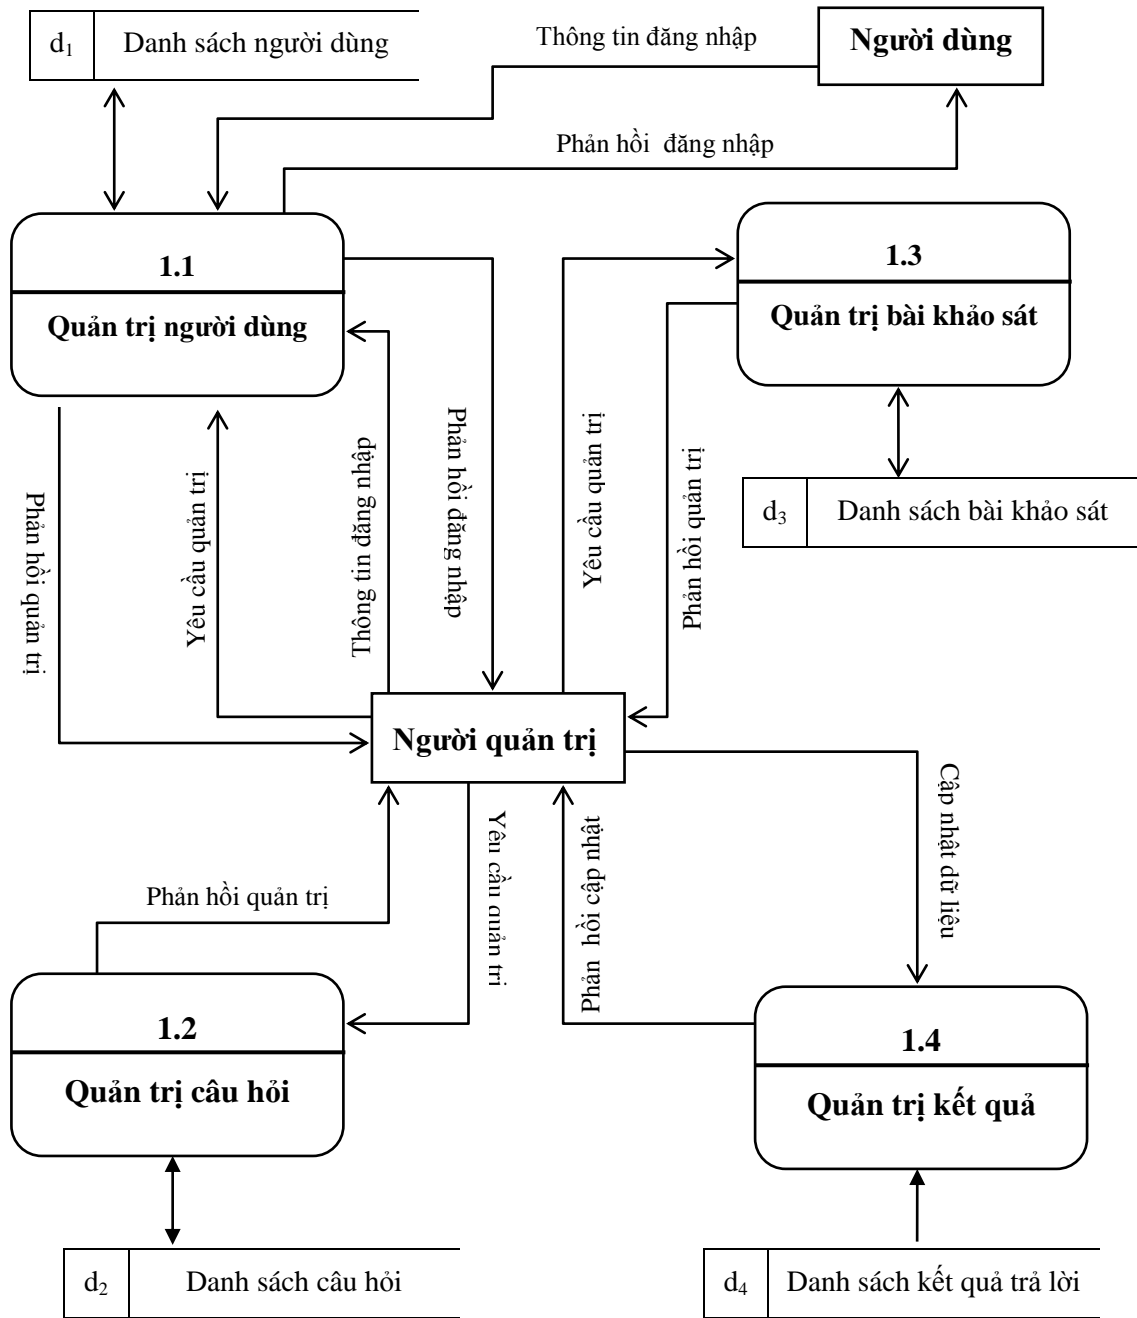 d1 Danh sách người dùng
Thông tin đăng nhập
Người dùng
Phản hồi đăng nhập
1.1
Quản trị người dùng
1.3
Quản trị bài khảo sát
Phản hồi quản trị
Yêu cầu quản trị
Thông tin đăng nhập
Phản hồi đăng nhập
Yêu cầu quản trị
Phản hồi quản trị
d3 Danh sách bài khảo sát
Người quản trị
Phản hồi quản trị
Yêu cầu quản trị
Phản hồi cập nhật
Cập nhật dữ liệu
1.2
Quản trị câu hỏi
1.4
Quản trị kết quả
d2 Danh sách câu hỏi
d4 Danh sách kết quả trả lời